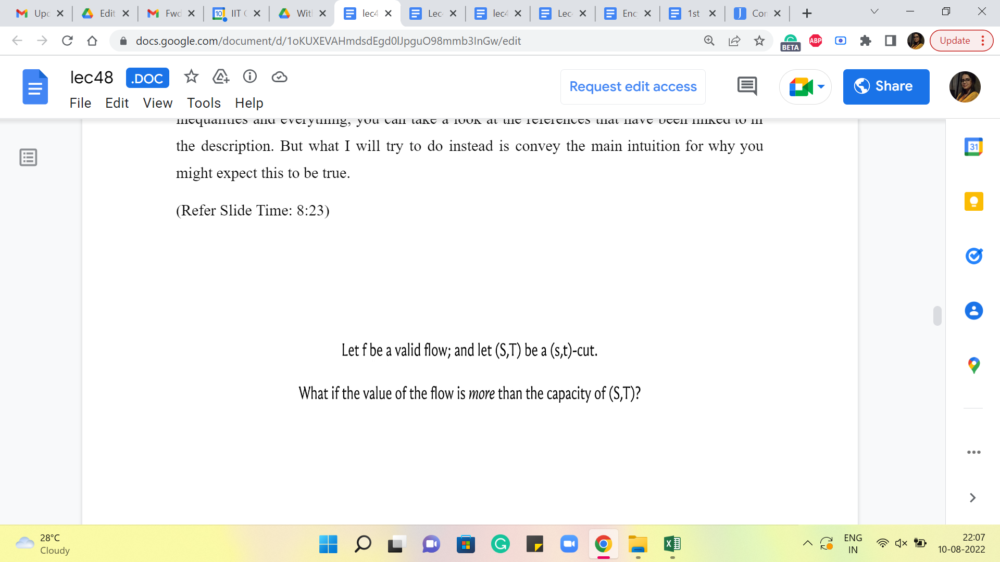 Upc
Edit
Fwd
IIT
Wit
lec4
Lec
lec4
Lec
Enc
1st
Con
docs.google.com/document/d/1oKUXEVAHmdsdEgd0lJpguO98mmb3InGw/edit
BETA
ABP
Update
lec48 .DOC
Request edit access
Share
File Edit View Tools Help
31
inequalities and everything, you can take a look at the references that have been linked to in
the description. But what I will try to do instead is convey the main intuition for why you
might expect this to be true.
(Refer Slide Time: 8:23)
Let f be a valid flow; and let (S,T) be a (s,t)-cut.
What if the value of the flow is more than the capacity of (S,T)?
28°C
Cloudy
ENG
IN
22:07
10-08-2022